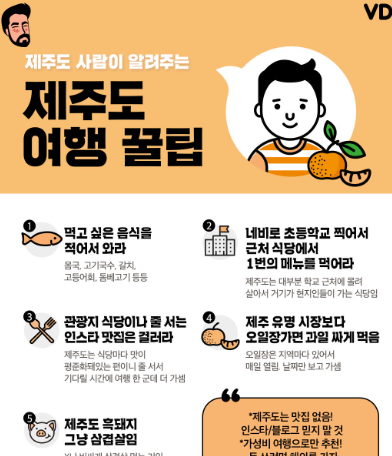 VD
제주도 사람이 알려주는
제주도
여행 꿀팁
1
먹고 싶은 음식을
적어서 와라
몸국, 고기국수, 갈치,
고등어회, 돔베고기 등등
2
네비로 초등학교 찍어서
근처 식당에서
1번의 메뉴를 먹어라
제주도는 대부분 학교 근처에 몰려
살아서 거기가 현지인들이 가는 식당임
3
관광지 식당이나 줄 서는
인스타 맛집은 걸러라
제주도는 식당마다 맛이
평준화돼있는 편이니 줄 서서
기다릴 시간에 여행 한 군데 더 가셈
4
제주 유명 시장보다
오일장가면 과일 싸게 먹음
오일장은 지역마다 있어서
매일 열림. 날짜만 보고 가셈
5
제주도 흑돼지
그냥 삼겹살임
“
*제주도는 맛집 없음!
인스타/블로그 믿지 말 것
*가성비 여행으로만 추천!